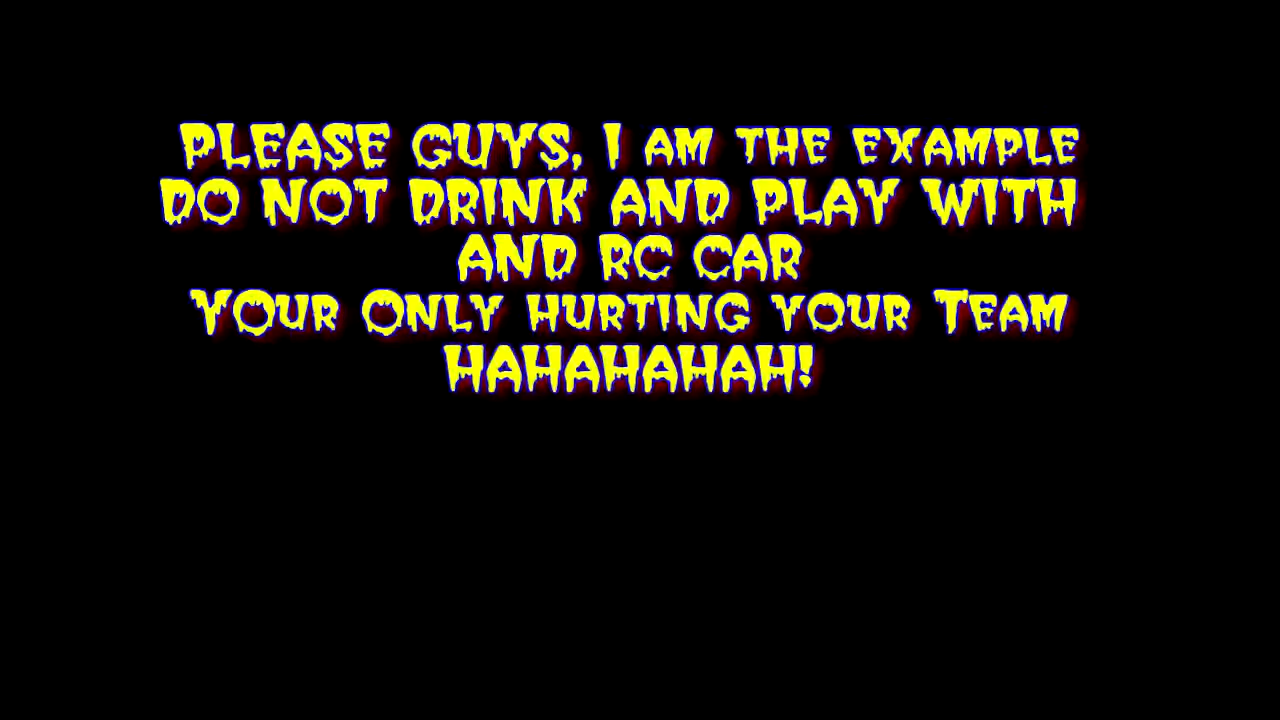 PLEASE GUYS, I AM THE EXAMPLE
DO NOT DRINK AND PLAY WITH
AND RC CAR
YOUR ONLY HURTING YOUR TEAM
HAHAHAHAH!